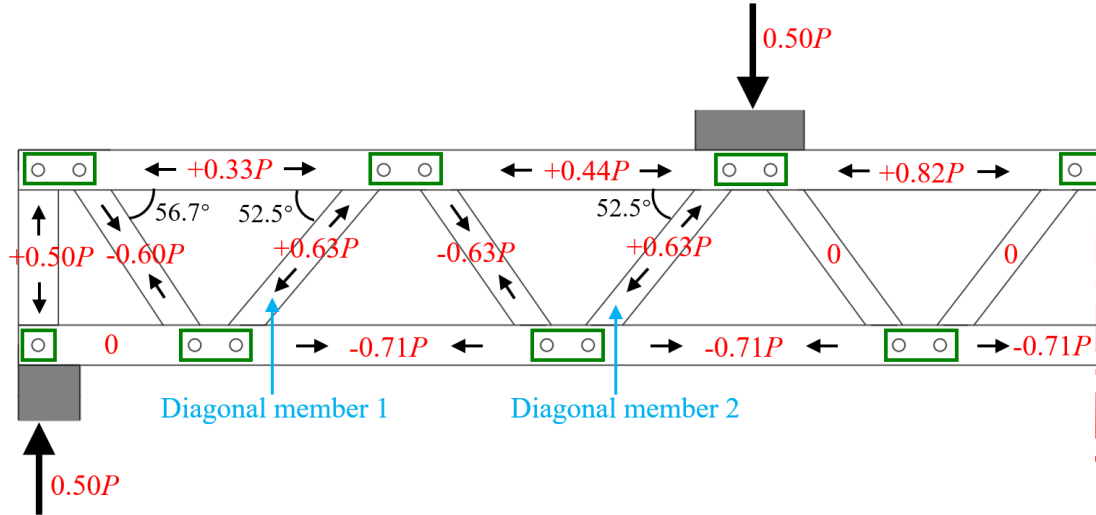 0.50P
+0.33P
+0.44P
+0.82P
56.7°
52.5°
52.5°
+0.50P
-0.60P
+0.63P
-0.63P
+0.63P
0
0
0
-0.71P
-0.71P
-0.71P
Diagonal member 1
Diagonal member 2
0.50P